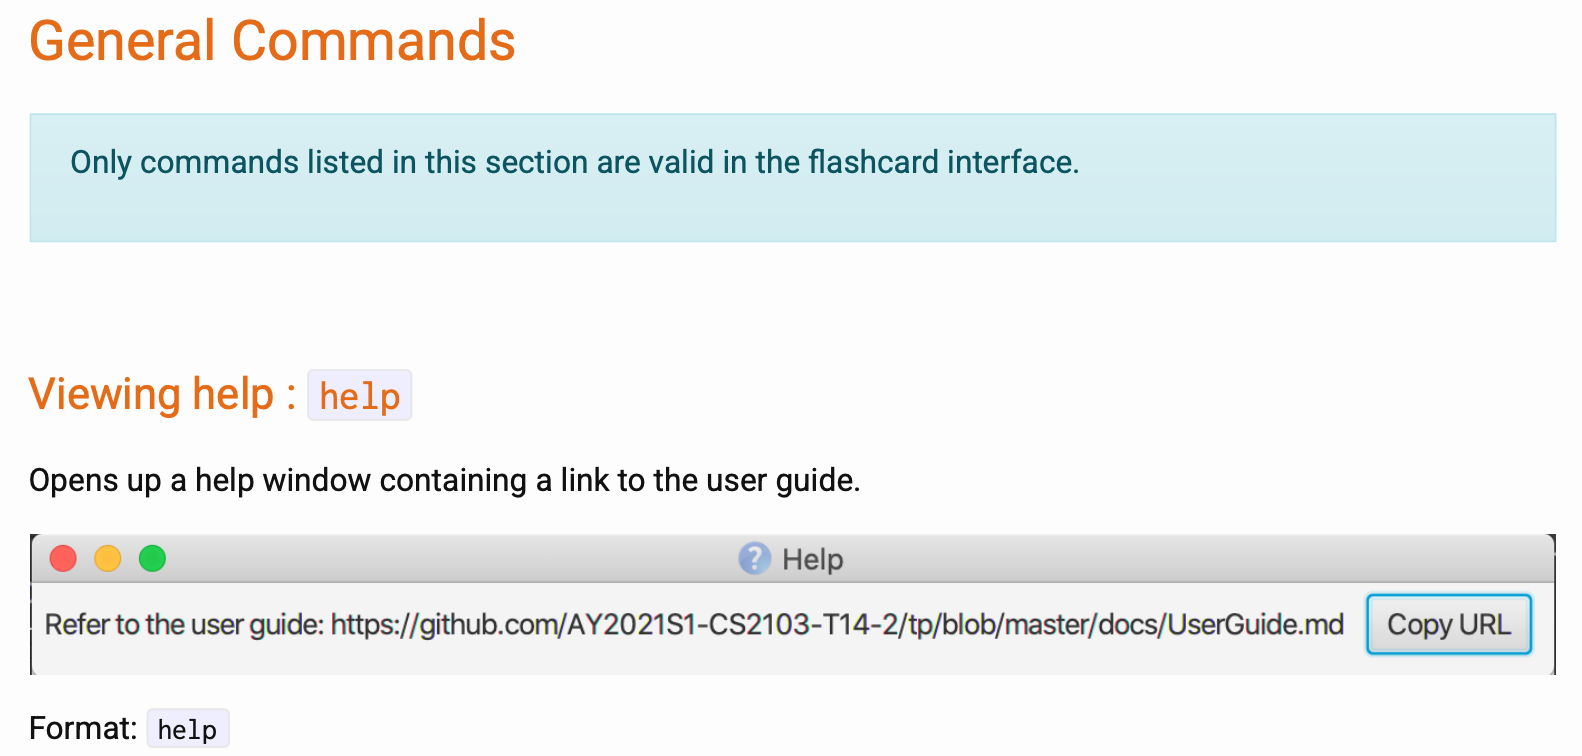 General Commands
Only commands listed in this section are valid in the flashcard interface.
Viewing help : help
Opens up a help window containing a link to the user guide.
? Help
Refer to the user guide: https://github.com/AY2021S1-CS2103-T14-2/tp/blob/master/docs/UserGuide.md Copy URL
Format: help